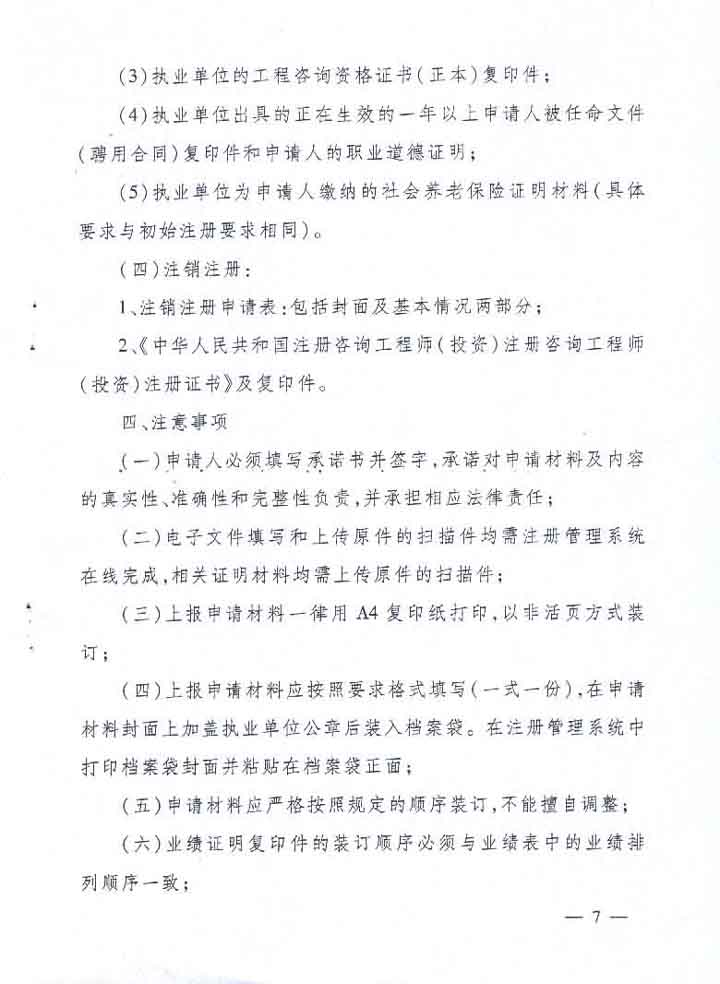 (3)执业单位的工程咨询资格证书(正本)复印件;
(4)执业单位出具的正在生效的一年以上申请人被任命文件
(聘用合同)复印件和申请人的职业道德证明;
(5)执业单位为申请人缴纳的社会养老保险证明材料(具体
要求与初始注册要求相同)。
(四)注销注册:
1、注销注册申请表:包括封面及基本情况两部分;
2、《中华人民共和国注册咨询工程师(投资)注册咨询工程师
(投资)注册证书》及复印件。
四、注意事项
(一)申请人必须填写承诺书并签字,承诺对申请材料及内容
的真实性、准确性和完整性负责,并承担相应法律责任;
(二)电子文件填写和上传原件的扫描件均需注册管理系统
在线完成,相关证明材料均需上传原件的扫描件;
(三)上报申请材料一律用 A4 复印纸打印,以非活页方式装
订;
(四)上报申请材料应按照要求格式填写(一式一份),在申请
材料封面上加盖执业单位公章后装入档案袋。在注册管理系统中
打印档案袋封面并粘贴在档案袋正面;
(五)申请材料应严格按照规定的顺序装订,不能擅自调整;
(六)业绩证明复印件的装订顺序必须与业绩表中的业绩排
列顺序一致;
— 7 —